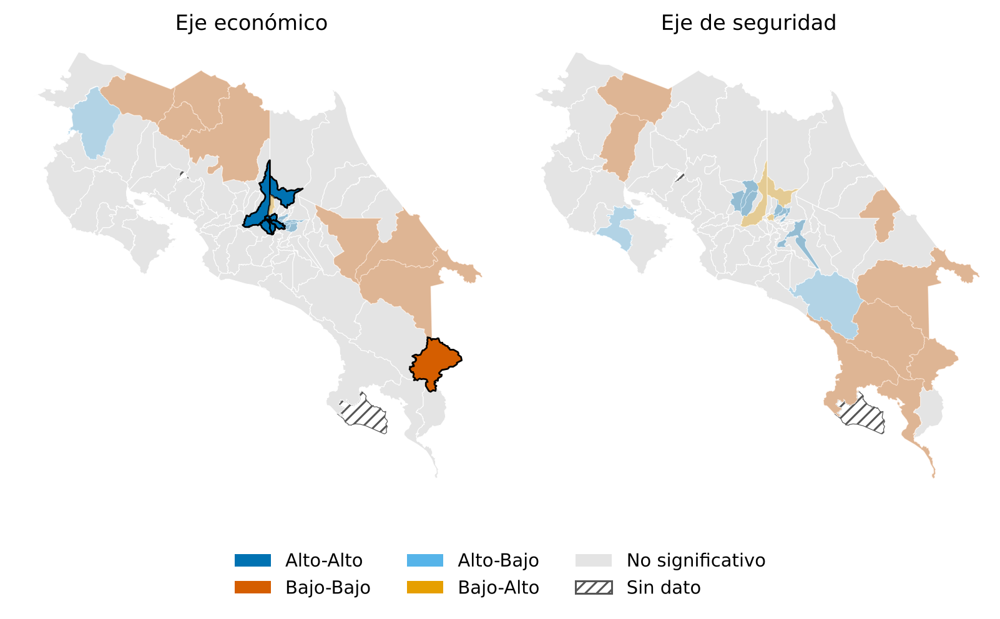 Eje económico
Eje de seguridad
Alto-Alto
Alto-Bajo
No significativo
Bajo-Bajo
Bajo-Alto
Sin dato